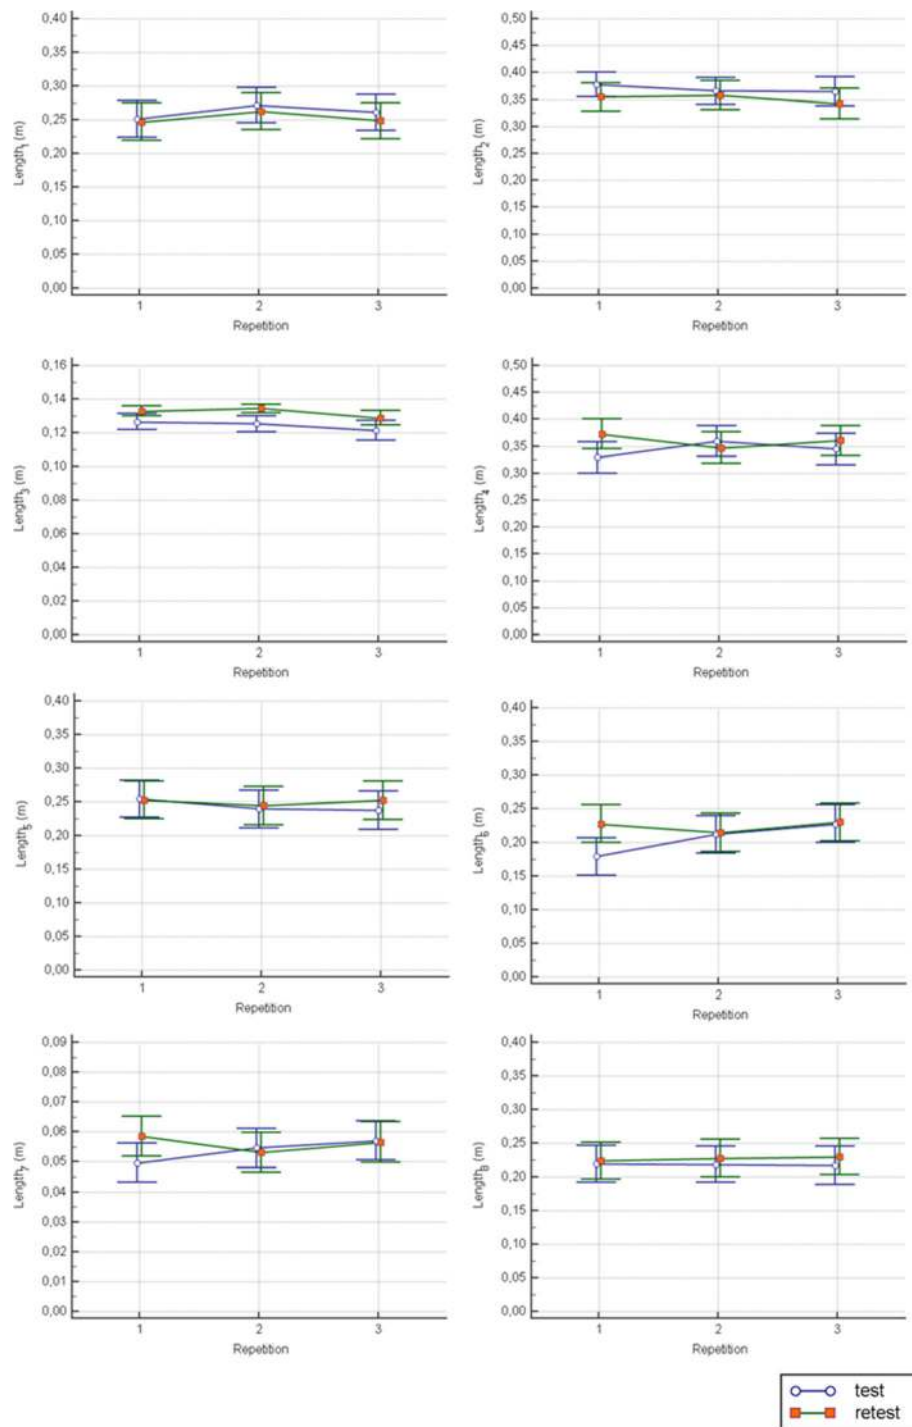 0,40
0,35
0,30
0,25
0,20
0,15
0,10
0,05
0,00
Length₁ (m)
1 2 3
Repetition
0,50
0,45
0,40
0,35
0,30
0,25
0,20
0,15
0,10
0,05
0,00
Length₂ (m)
1 2 3
Repetition
0,16
0,14
0,12
0,10
0,08
0,06
0,04
0,02
0,00
Length₃ (m)
1 2 3
Repetition
0,50
0,45
0,40
0,35
0,30
0,25
0,20
0,15
0,10
0,05
0,00
Length₄ (m)
1 2 3
Repetition
0,40
0,35
0,30
0,25
0,20
0,15
0,10
0,05
0,00
Length₅ (m)
1 2 3
Repetition
0,40
0,35
0,30
0,25
0,20
0,15
0,10
0,05
0,00
Length₆ (m)
1 2 3
Repetition
0,09
0,08
0,07
0,06
0,05
0,04
0,03
0,02
0,01
0,00
Length₇ (m)
1 2 3
Repetition
0,40
0,35
0,30
0,25
0,20
0,15
0,10
0,05
0,00
Length₈ (m)
1 2 3
Repetition
test
retest